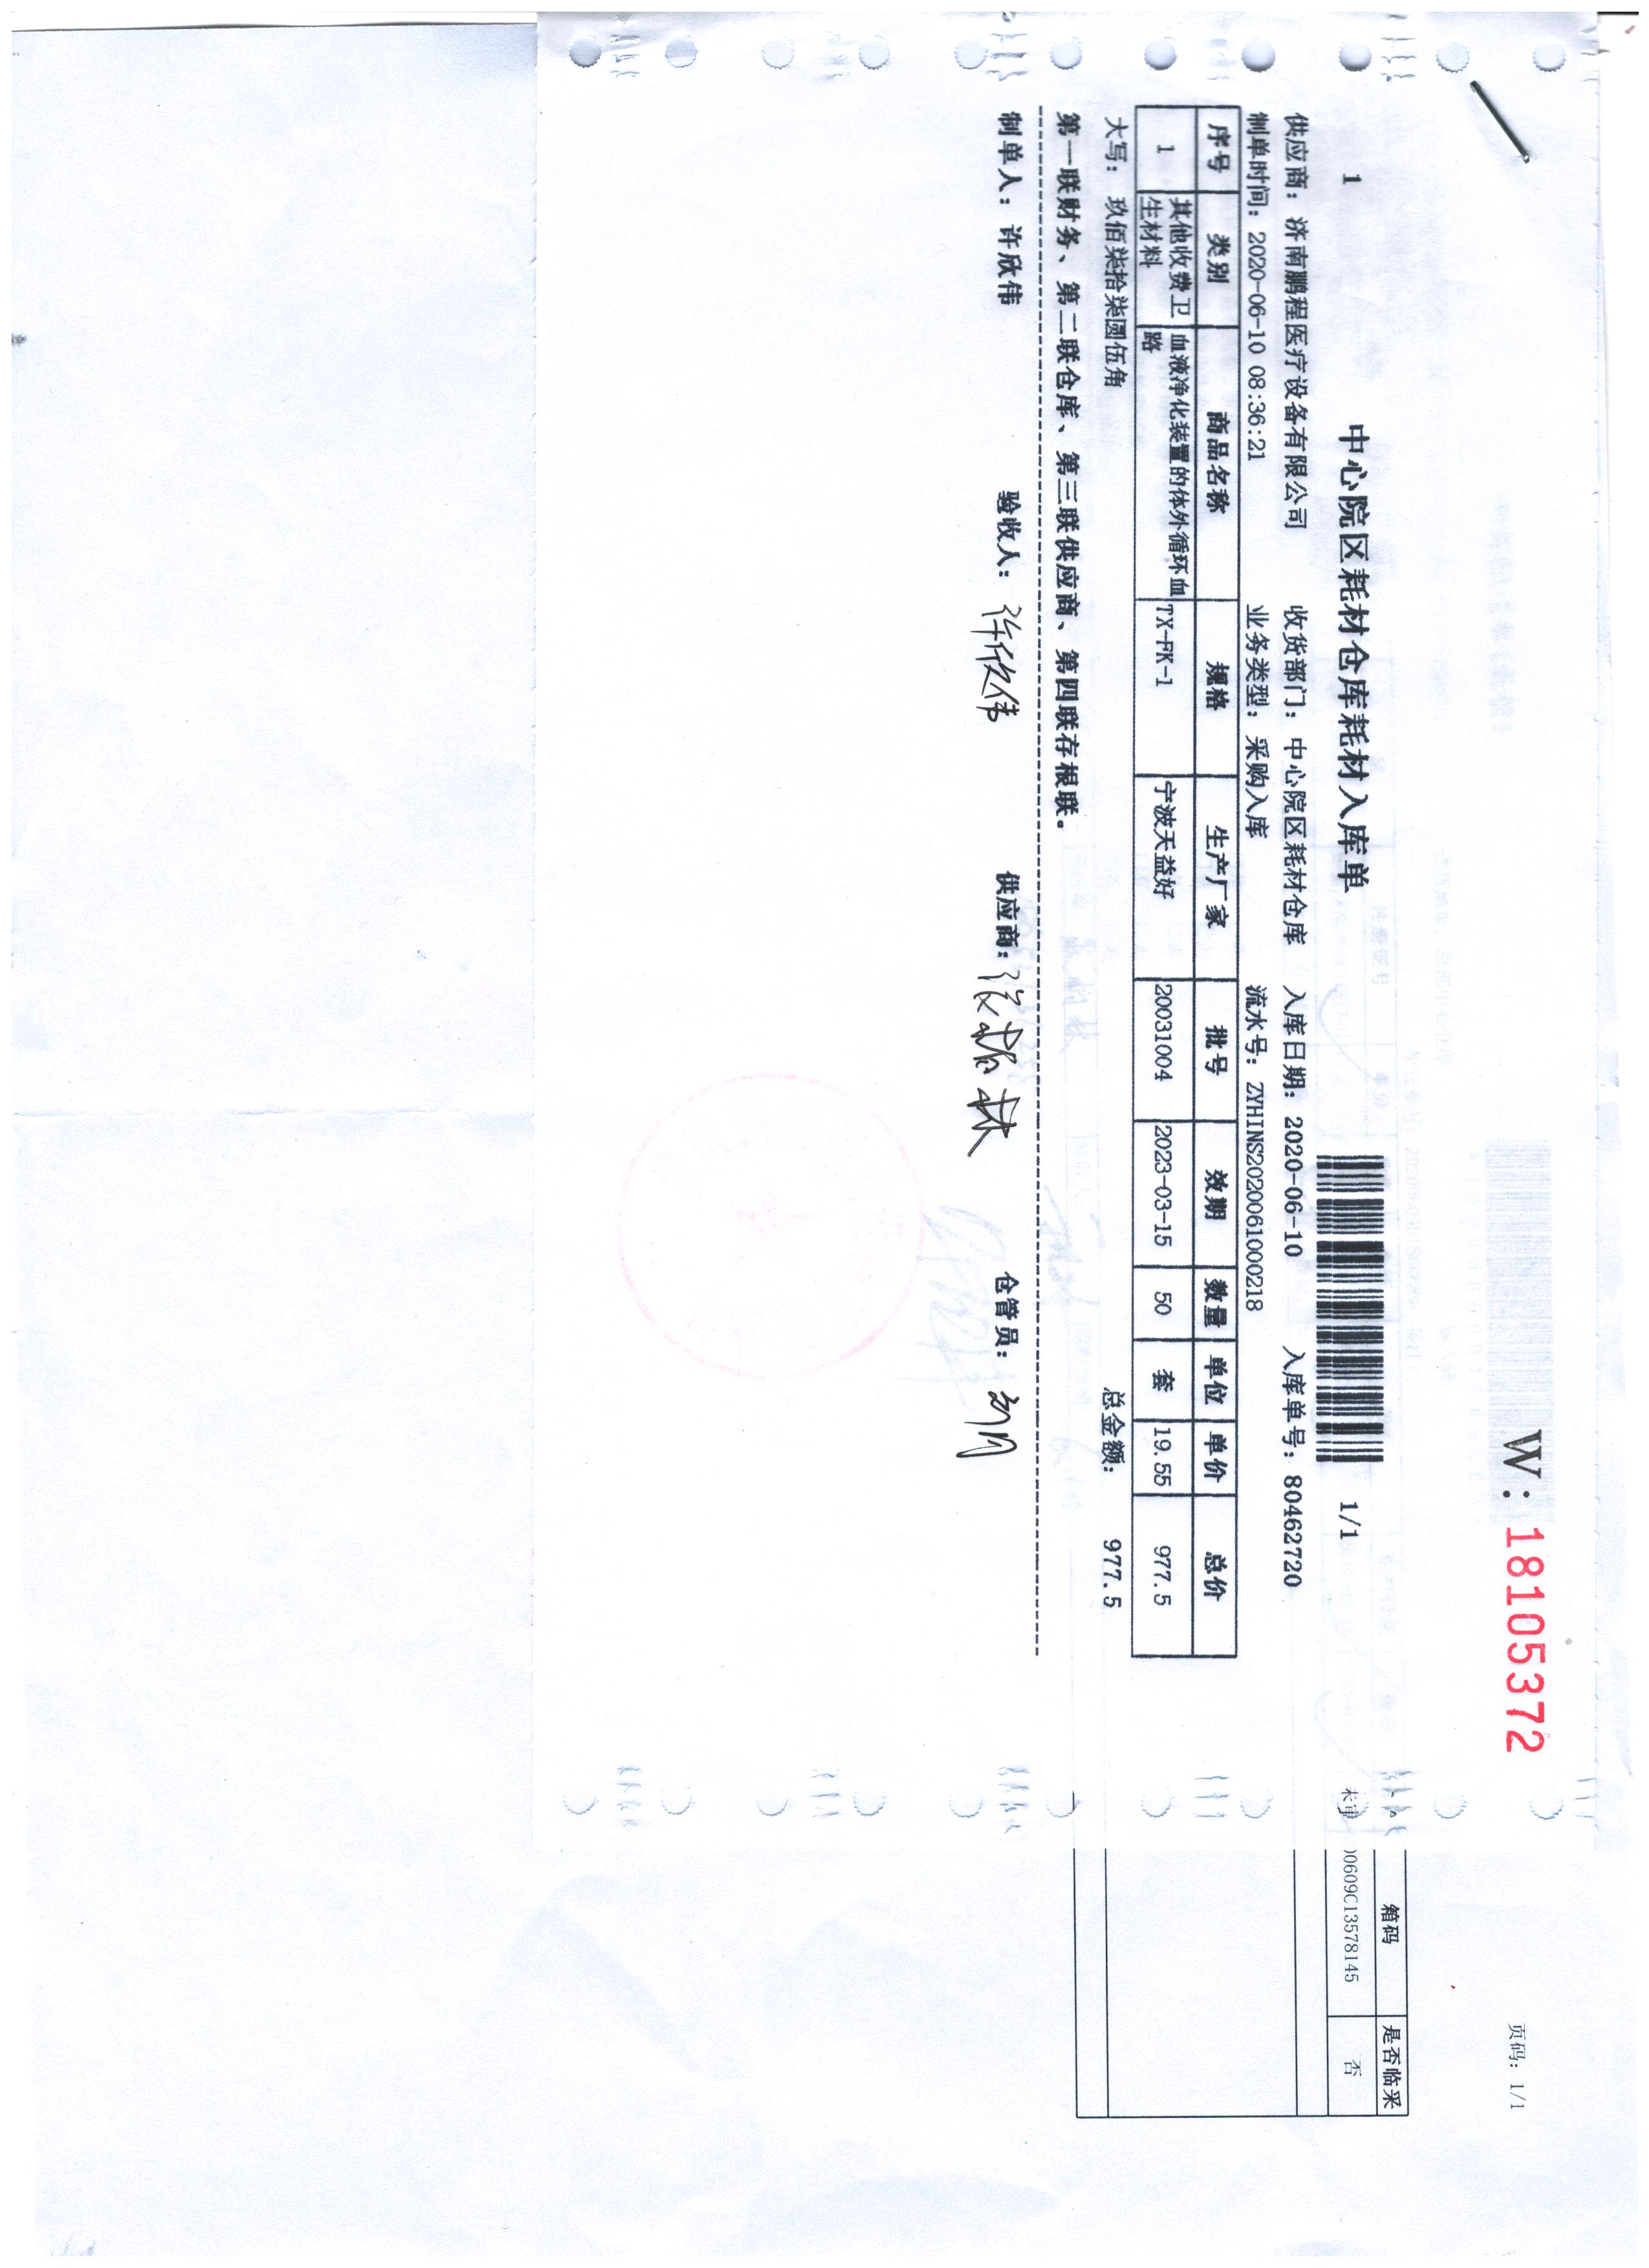 W: 18105372
页码: 1/1
1
中心院区耗材仓库耗材入库单
1/1
供应商: 济南鹏程医疗设备有限公司 收货部门: 中心院区耗材仓库 入库日期: 2020-06-10 入库单号: 80462720
制单时间: 2020-06-10 08:36:21 业务类型: 采购入库 流水号: ZYHINS20200610000218
序号 类别 商品名称 规格 生产厂家 批号 效期 数量 单位 单价 总价
1 其他收费卫 血液净化装置的体外循环血 TX-FK-1 宁波天益好 20031004 2023-03-15 50 套 19.55 977.5
生材料 路
大写: 玖佰柒拾柒圆伍角 总金额: 977.5
第一联财务、第二联仓库、第三联供应商、第四联存根联。
制单人: 许欣伟 验收人: 许欣伟 供应商: 仓管员:
箱码 是否临采
00609C13578145 否